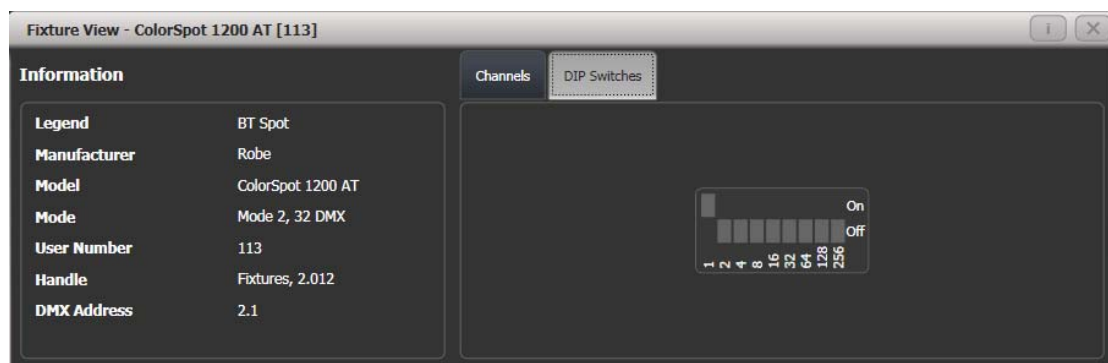 Fixture View - ColorSpot 1200 AT [113]
i
Information
Channels
DIP Switches
Legend BT Spot
Manufacturer Robe
Model ColorSpot 1200 AT
Mode Mode 2, 32 DMX
User Number 113
Handle Fixtures, 2.012
DMX Address 2.1
On
Off
1 2 4 8 16 32 64 128 256